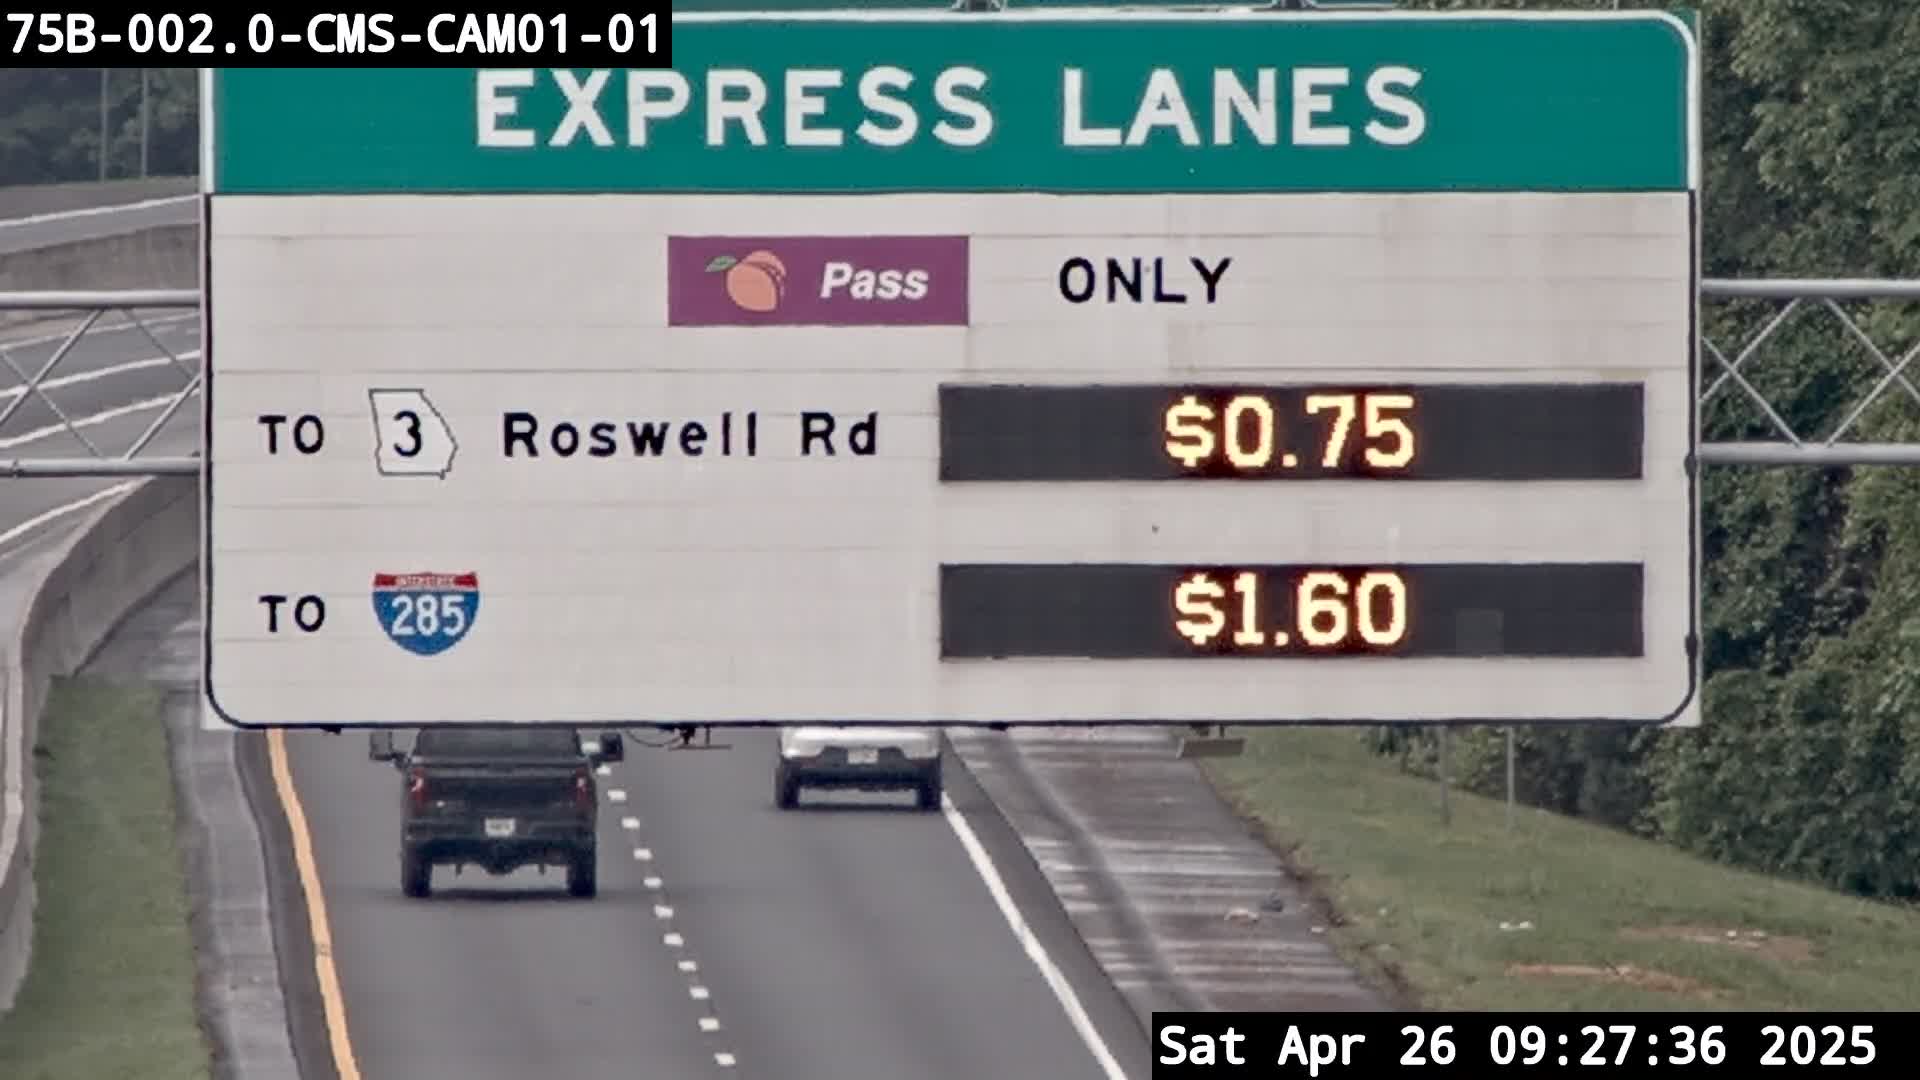 75B-002.0-CMS-CAM01-01
EXPRESS LANES
Pass ONLY
TO 3 Roswell Rd $0.75
INTERSTATE
TO 285 $1.60
Sat Apr 26 09:27:36 2025